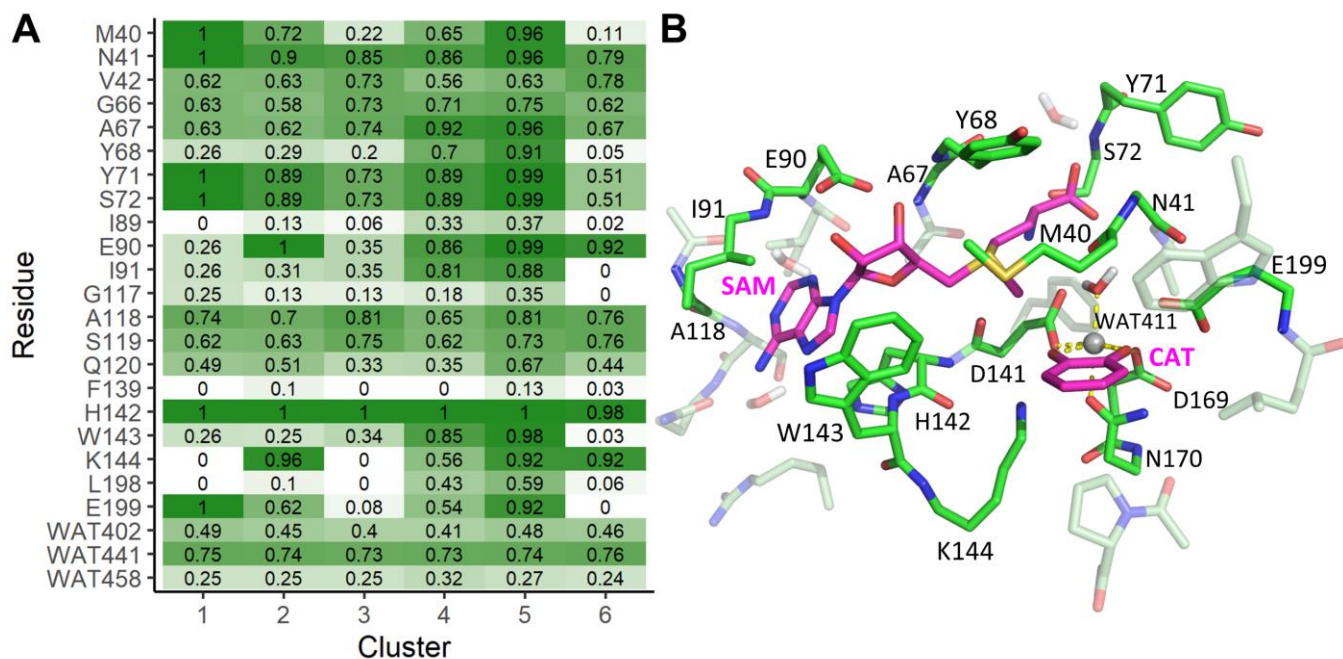 A
M40 1 0.72 0.22 0.65 0.96 0.11
N41 1 0.9 0.85 0.86 0.96 0.79
V42 0.62 0.63 0.73 0.56 0.63 0.78
G66 0.63 0.58 0.73 0.71 0.75 0.62
A67 0.63 0.62 0.74 0.92 0.96 0.67
Y68 0.26 0.29 0.2 0.7 0.91 0.05
Y71 1 0.89 0.73 0.89 0.99 0.51
S72 1 0.89 0.73 0.89 0.99 0.51
I89 0 0.13 0.06 0.33 0.37 0.02
E90 0.26 1 0.35 0.86 0.99 0.92
I91 0.26 0.31 0.35 0.81 0.88 0
G117 0.25 0.13 0.13 0.18 0.35 0
A118 0.74 0.7 0.81 0.65 0.81 0.76
S119 0.62 0.63 0.75 0.62 0.73 0.76
Q120 0.49 0.51 0.33 0.35 0.67 0.44
F139 0 0.1 0 0 0.13 0.03
H142 1 1 1 1 1 0.98
W143 0.26 0.25 0.34 0.85 0.98 0.03
K144 0 0.96 0 0.56 0.92 0.92
L198 0 0.1 0 0.43 0.59 0.06
E199 1 0.62 0.08 0.54 0.92 0
WAT402 0.49 0.45 0.4 0.41 0.48 0.46
WAT441 0.75 0.74 0.73 0.73 0.74 0.76
WAT458 0.25 0.25 0.25 0.32 0.27 0.24
1 2 3 4 5 6
Cluster
Residue
B
Y71
Y68
S72
E90
A67
I91
N41
M40
E199
SAM
A118
WAT411
CAT
D141
D169
H142
W143
N170
K144